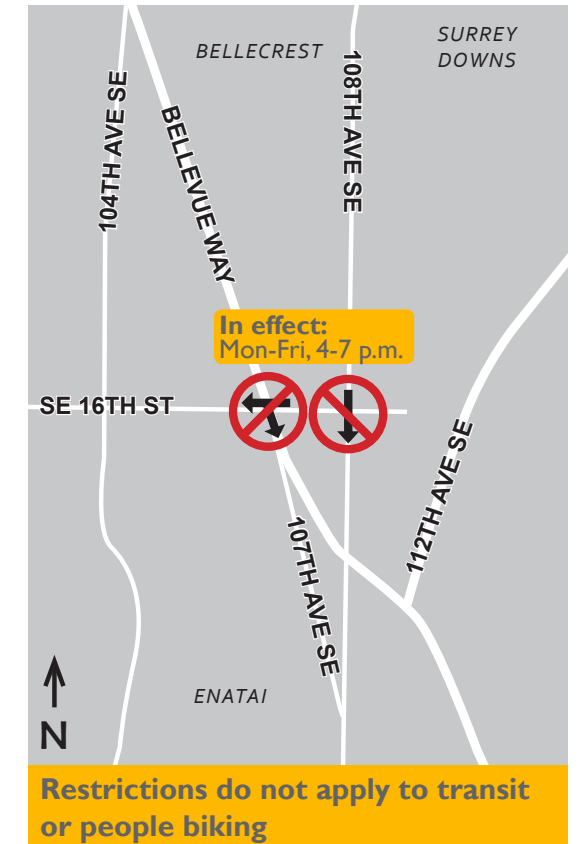 BELLECREST
SURREY
DOWNS
104TH AVE SE
BELLEVUE WAY
108TH AVE SE
In effect:
Mon-Fri, 4-7 p.m.
SE 16TH ST
112TH AVE SE
107TH AVE SE
ENATAI
N
Restrictions do not apply to transit
or people biking